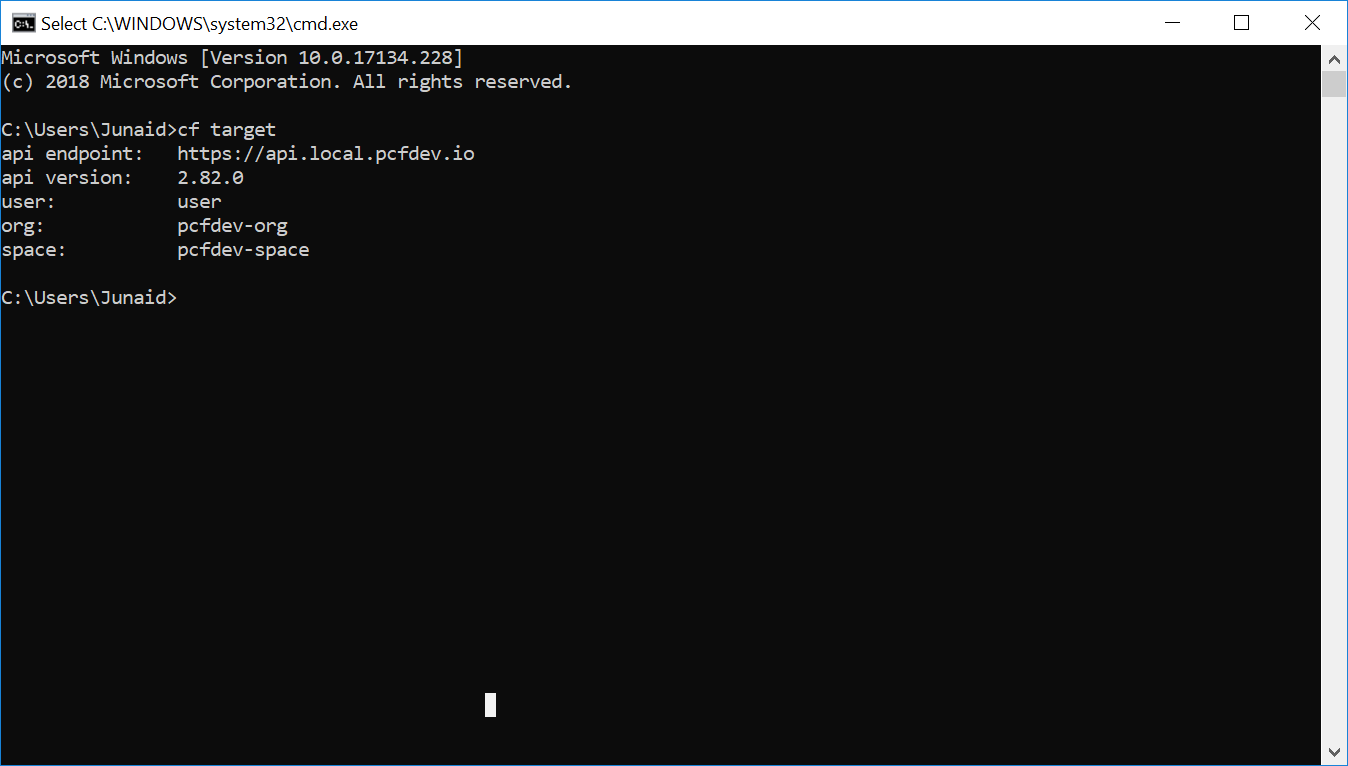 Select C:\WINDOWS\system32\cmd.exe
Microsoft Windows [Version 10.0.17134.228]
(c) 2018 Microsoft Corporation. All rights reserved.
C:\Users\Junaid>cf target
api endpoint:   https://api.local.pcfdev.io
api version:    2.82.0
user:           user
org:            pcfdev-org
space:          pcfdev-space
C:\Users\Junaid>